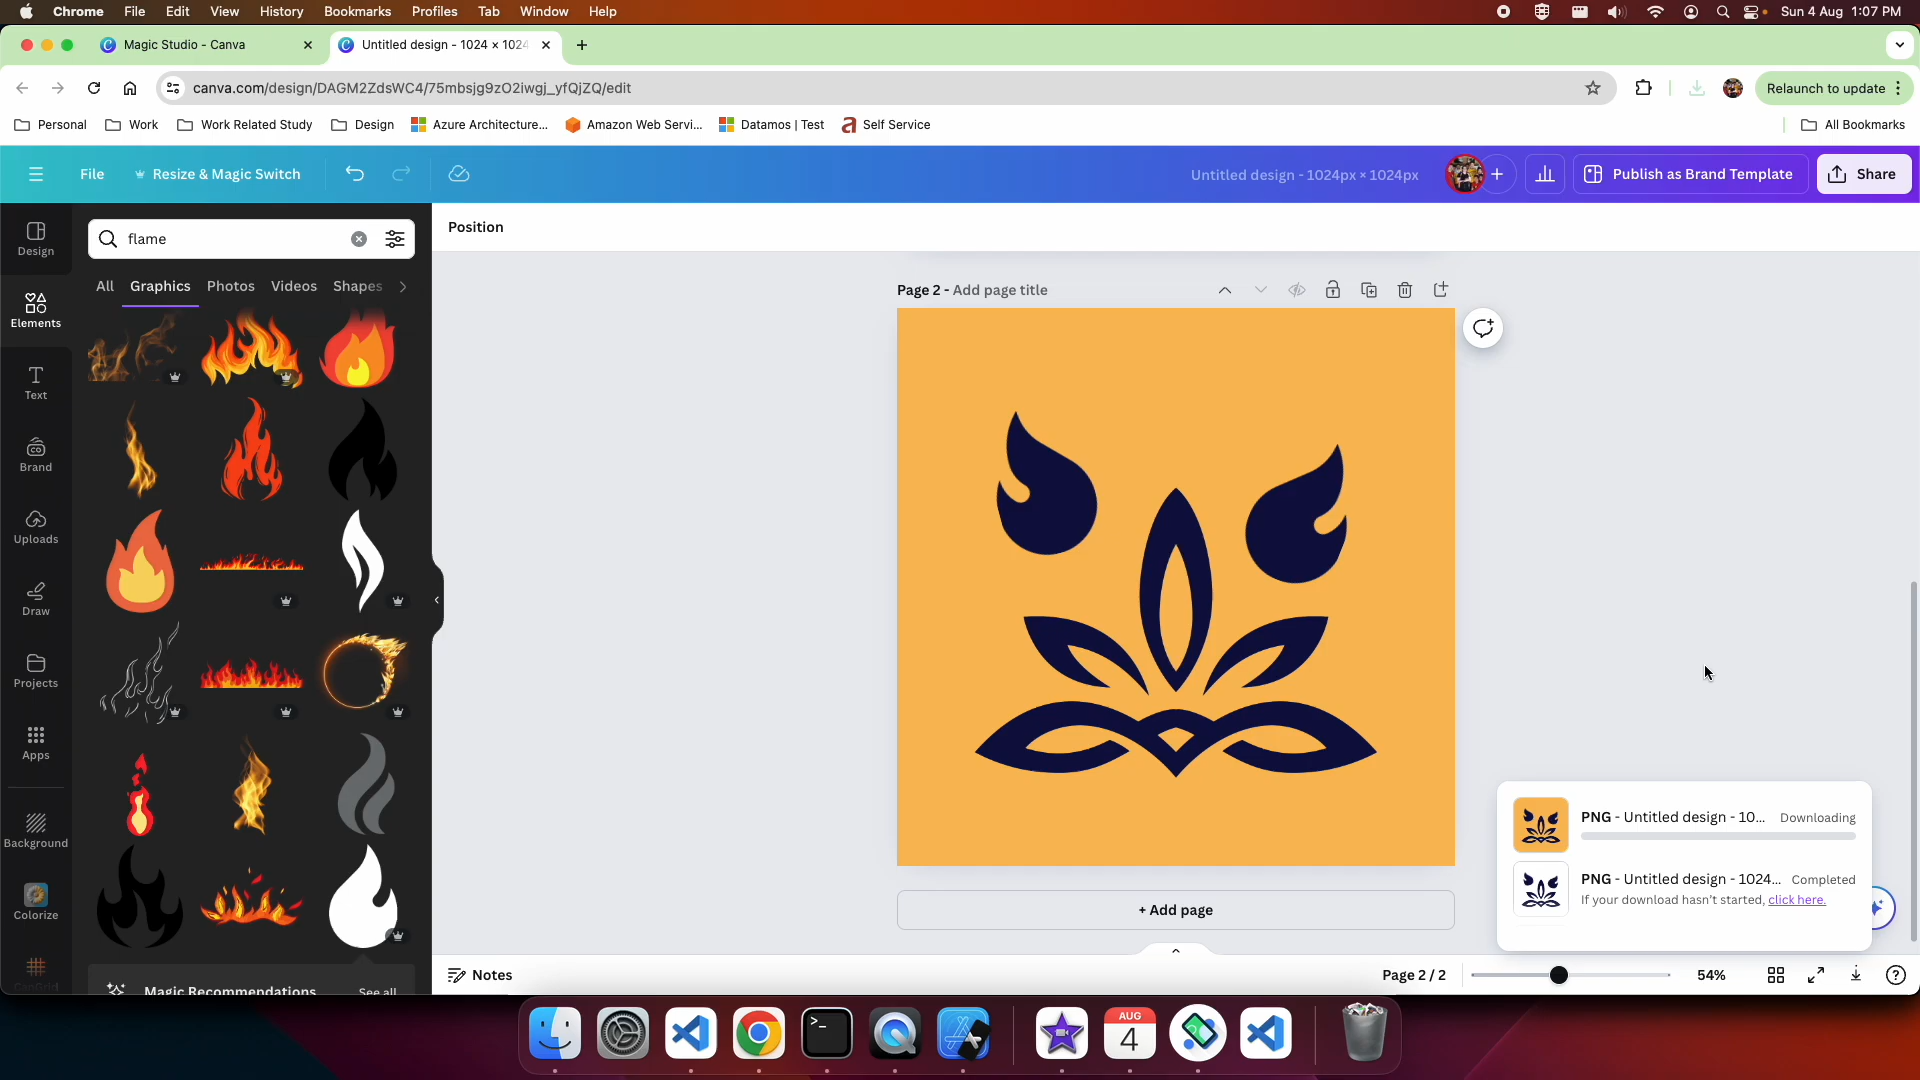 Chrome File Edit View History Bookmarks Profiles Tab Window Help Sun 4 Aug 1:07 PM
Magic Studio - Canva
Untitled design - 1024 × 1024
canva.com/design/DAGM2ZdsWC4/75mbsjg9zO2iwgj_yfQjZQ/edit
Relaunch to update
Personal Work Work Related Study Design Azure Architecture... Amazon Web Servi... Datamos | Test Self Service All Bookmarks
File Resize & Magic Switch Untitled design - 1024px × 1024px Publish as Brand Template Share
Design
Elements
Text
Brand
Uploads
Draw
Projects
Apps
Background
Colorize
flame
All Graphics Photos Videos Shapes
Magic Recommendations See all
Position
Page 2 - Add page title
+ Add page
PNG - Untitled design - 10... Downloading
PNG - Untitled design - 1024... Completed
If your download hasn't started, click here.
Notes Page 2 / 2 54%
AUG
4